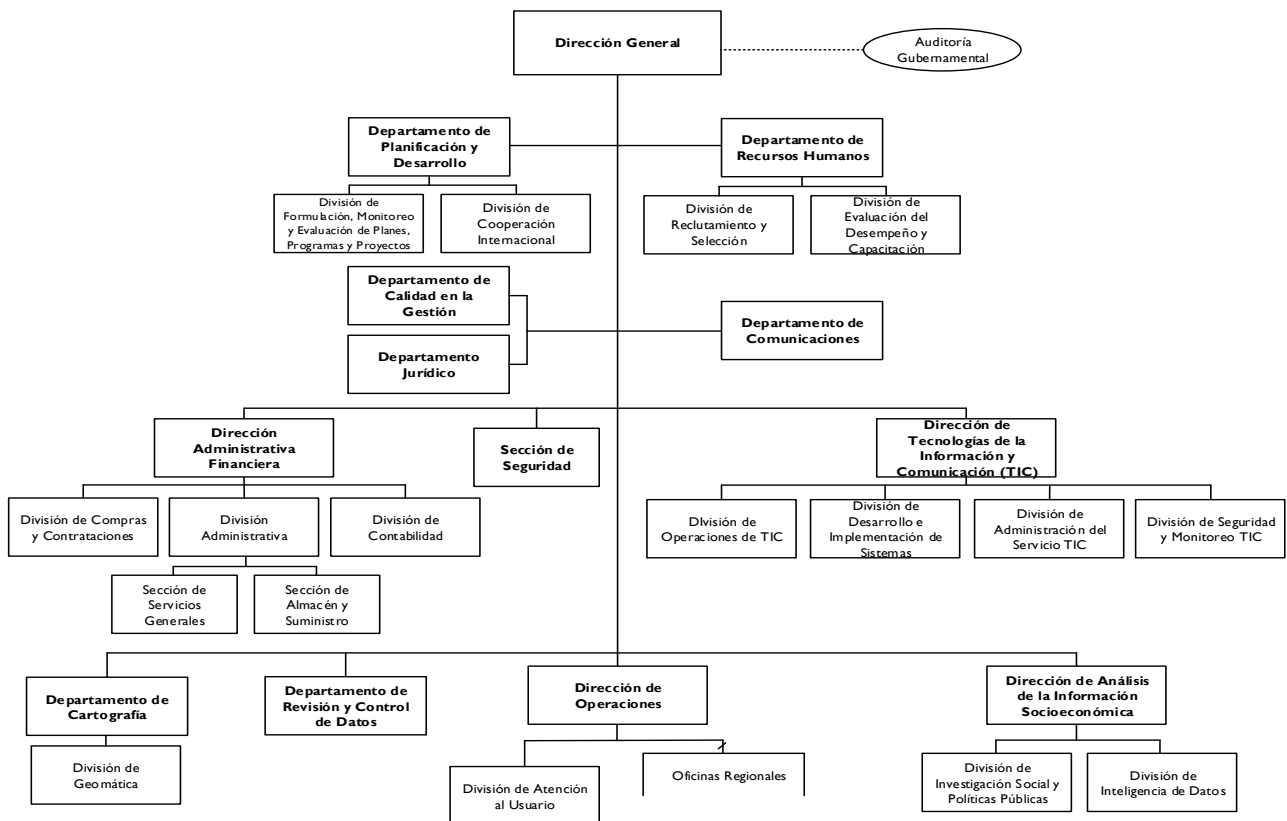 Dirección General
Auditoría
Gubernamental
Departamento de
Planificación y
Desarrollo
Departamento de
Recursos Humanos
División de
Formulación, Monitoreo
y Evaluación de Planes,
Programas y Proyectos
División de
Cooperación
Internacional
División de
Reclutamiento y
Selección
División de
Evaluación del
Desempeño y
Capacitación
Departamento de
Calidad en la
Gestión
Departamento de
Comunicaciones
Departamento
Jurídico
Dirección
Administrativa
Financiera
Sección de
Seguridad
Dirección de
Tecnologías de la
Información y
Comunicación (TIC)
División de Compras
y Contrataciones
División
Administrativa
División de
Contabilidad
DIvisión de
Operaciones de TIC
División de
Desarrollo e
Implementación de
Sistemas
División de
Administración del
Servicio TIC
División de Seguridad
y Monitoreo TIC
Sección de
Servicios
Generales
Sección de
Almacén y
Suministro
Departamento de
Cartografía
Departamento de
Revisión y Control
de Datos
Dirección de
Operaciones
Dirección de Análisis
de la Información
Socioeconómica
División de
Geomática
División de Atención
al Usuario
Oficinas Regionales
División de
Investigación Social y
Políticas Públicas
División de
Inteligencia de Datos